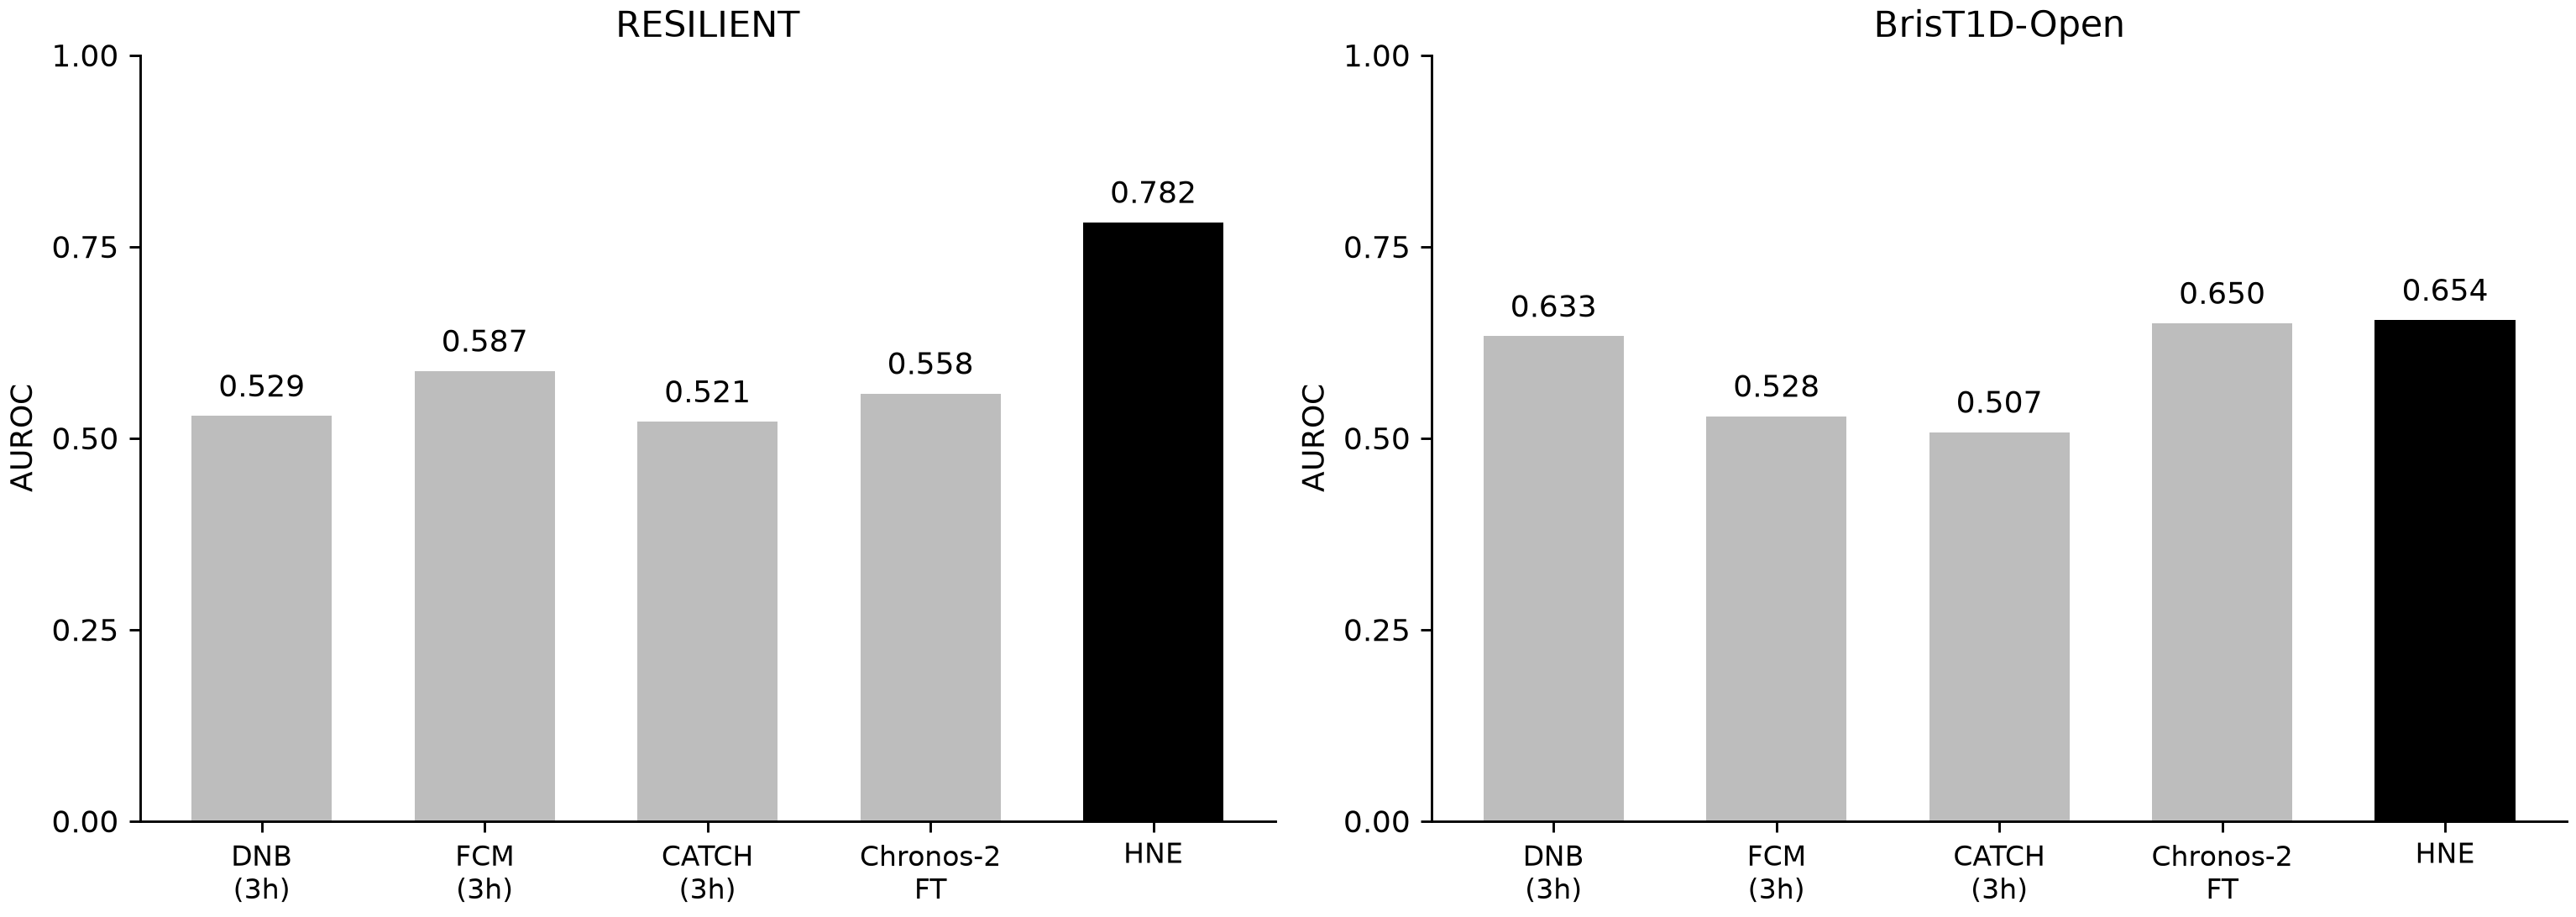 RESILIENT
1.00
0.75
0.50
0.25
0.00
AUROC
0.529
0.587
0.521
0.558
0.782
DNB
(3h)
FCM
(3h)
CATCH
(3h)
Chronos-2
FT
HNE
BrisT1D-Open
1.00
0.75
0.50
0.25
0.00
AUROC
0.633
0.528
0.507
0.650
0.654
DNB
(3h)
FCM
(3h)
CATCH
(3h)
Chronos-2
FT
HNE